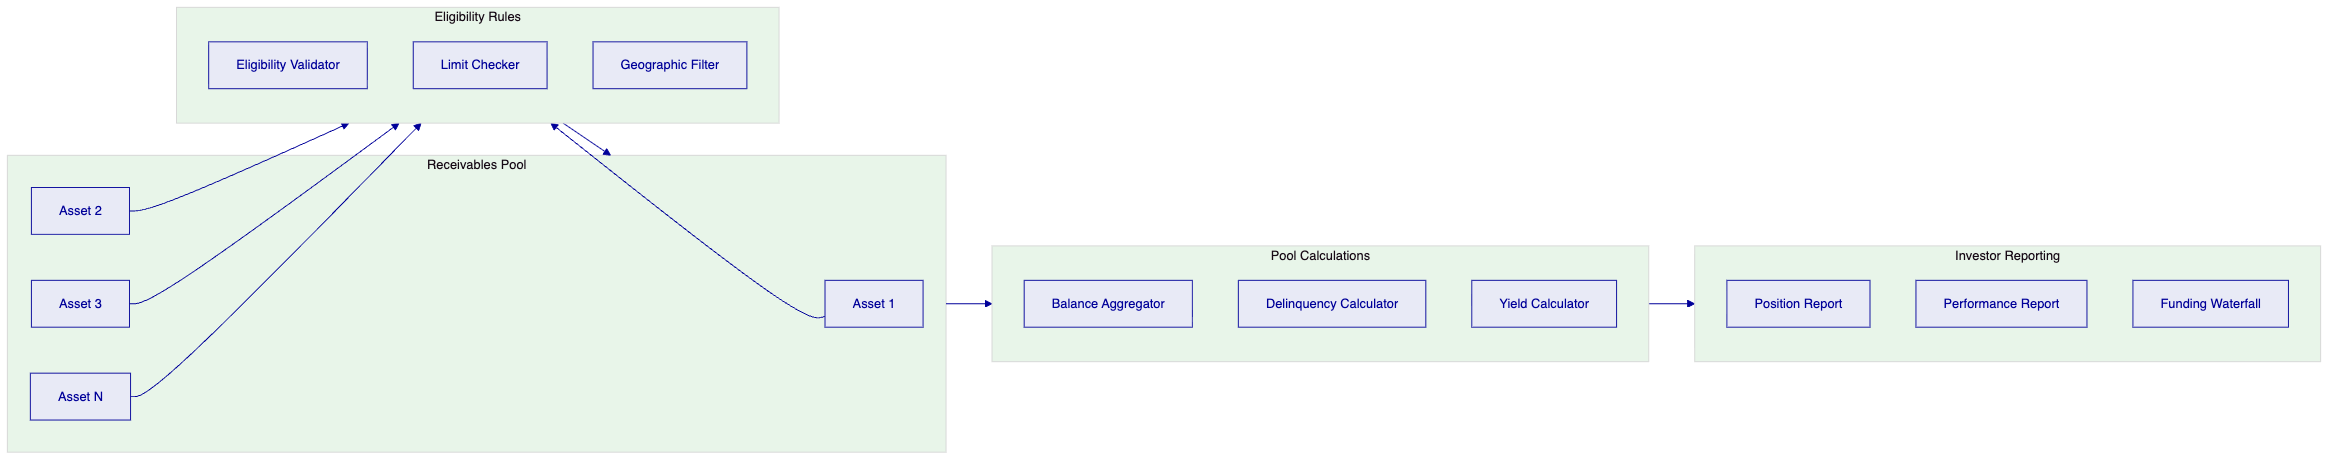 Eligibility Rules
Eligibility Validator
Limit Checker
Geographic Filter
Receivables Pool
Asset 2
Asset 3
Asset N
Asset 1
Pool Calculations
Balance Aggregator
Delinquency Calculator
Yield Calculator
Investor Reporting
Position Report
Performance Report
Funding Waterfall